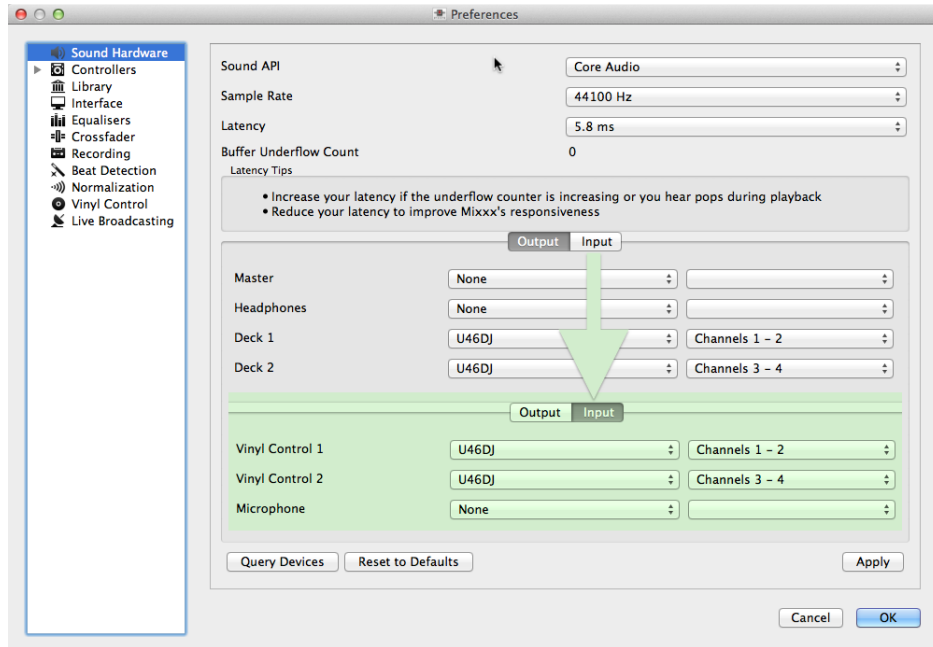 Preferences
Sound Hardware
Controllers
Library
Interface
Equalisers
Crossfader
Recording
Beat Detection
Normalization
Vinyl Control
Live Broadcasting
Sound API Core Audio
Sample Rate 44100 Hz
Latency 5.8 ms
Buffer Underflow Count 0
Latency Tips
• Increase your latency if the underflow counter is increasing or you hear pops during playback
• Reduce your latency to improve Mixxx's responsiveness
Output Input
Master None
Headphones None
Deck 1 U46DJ Channels 1 – 2
Deck 2 U46DJ Channels 3 – 4
Output Input
Vinyl Control 1 U46DJ Channels 1 – 2
Vinyl Control 2 U46DJ Channels 3 – 4
Microphone None
Query Devices Reset to Defaults Apply
Cancel OK